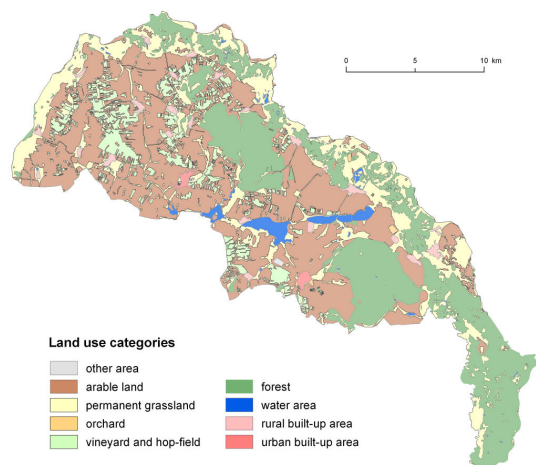 0 5 10 km
Land use categories
other area
arable land
permanent grassland
orchard
vineyard and hop-field
forest
water area
rural built-up area
urban built-up area